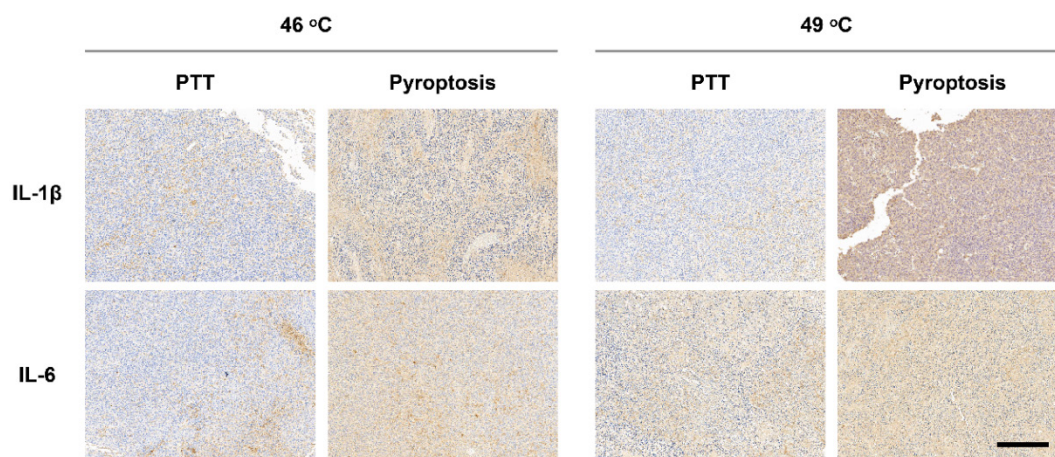 46 °C 49 °C
PTT Pyroptosis PTT Pyroptosis
IL-1β
IL-6